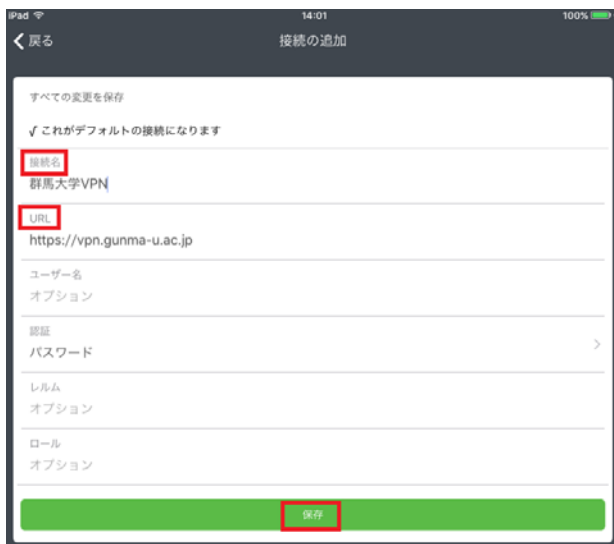 iPad 14:01 100%
戻る 接続の追加
すべての変更を保存
√ これがデフォルトの接続になります
接続名
群馬大学VPN
URL
https://vpn.gunma-u.ac.jp
ユーザー名
オプション
認証
パスワード
レルム
オプション
ロール
オプション
保存